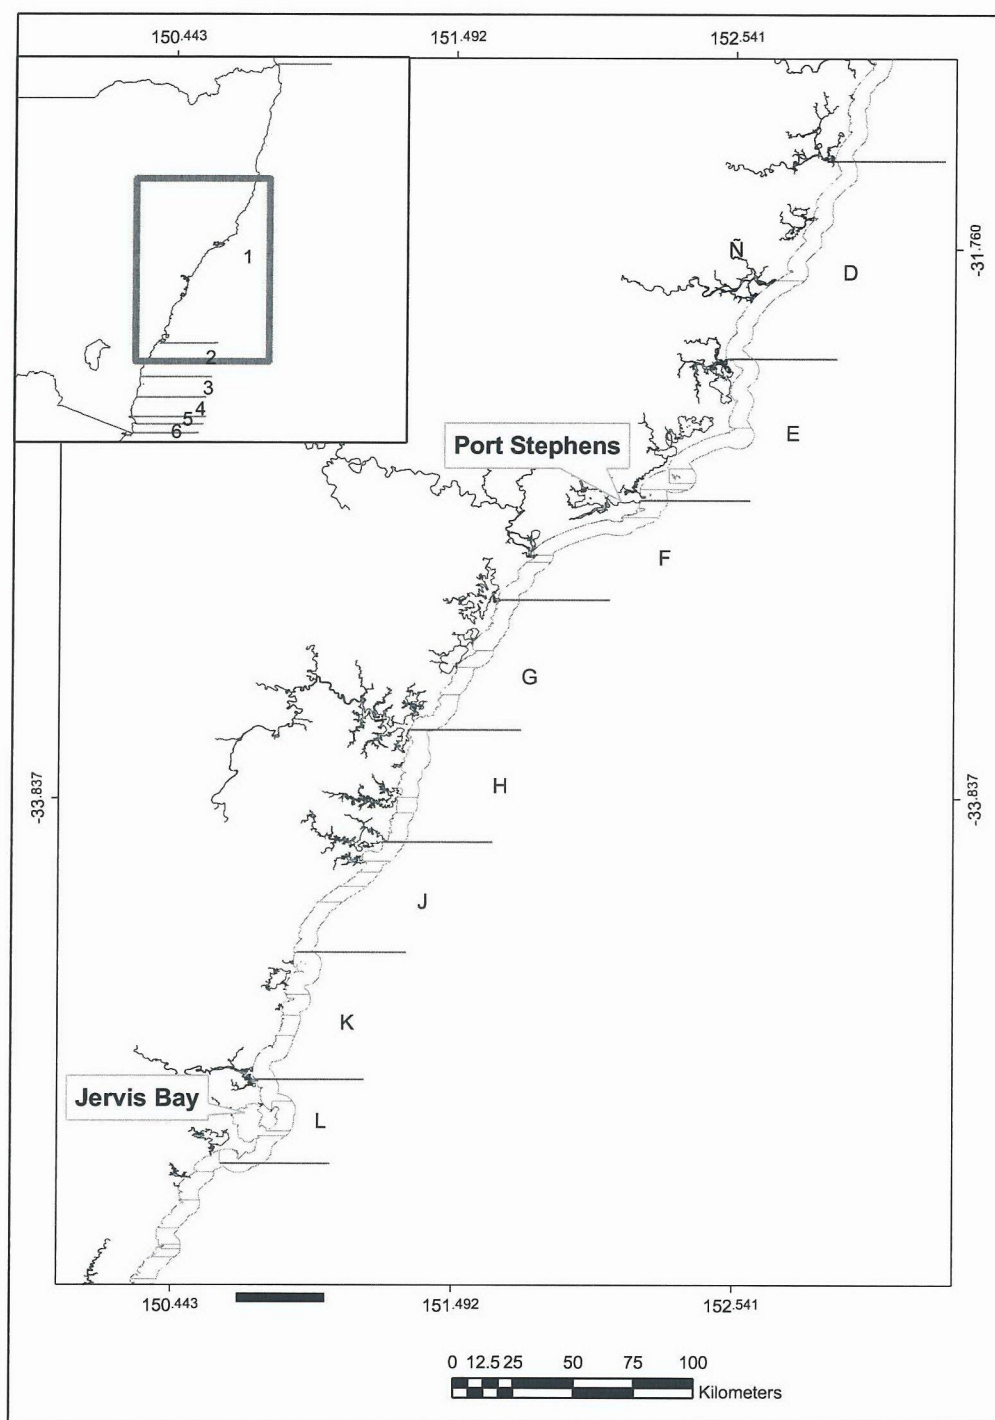 150.443 151.492 152.541
1
2
3
4
5
6
-31.760
Ñ
D
E
Port Stephens
F
G
H
-33.837 -33.837
J
K
Jervis Bay
L
150.443 151.492 152.541
0 12.5 25 50 75 100
Kilometers